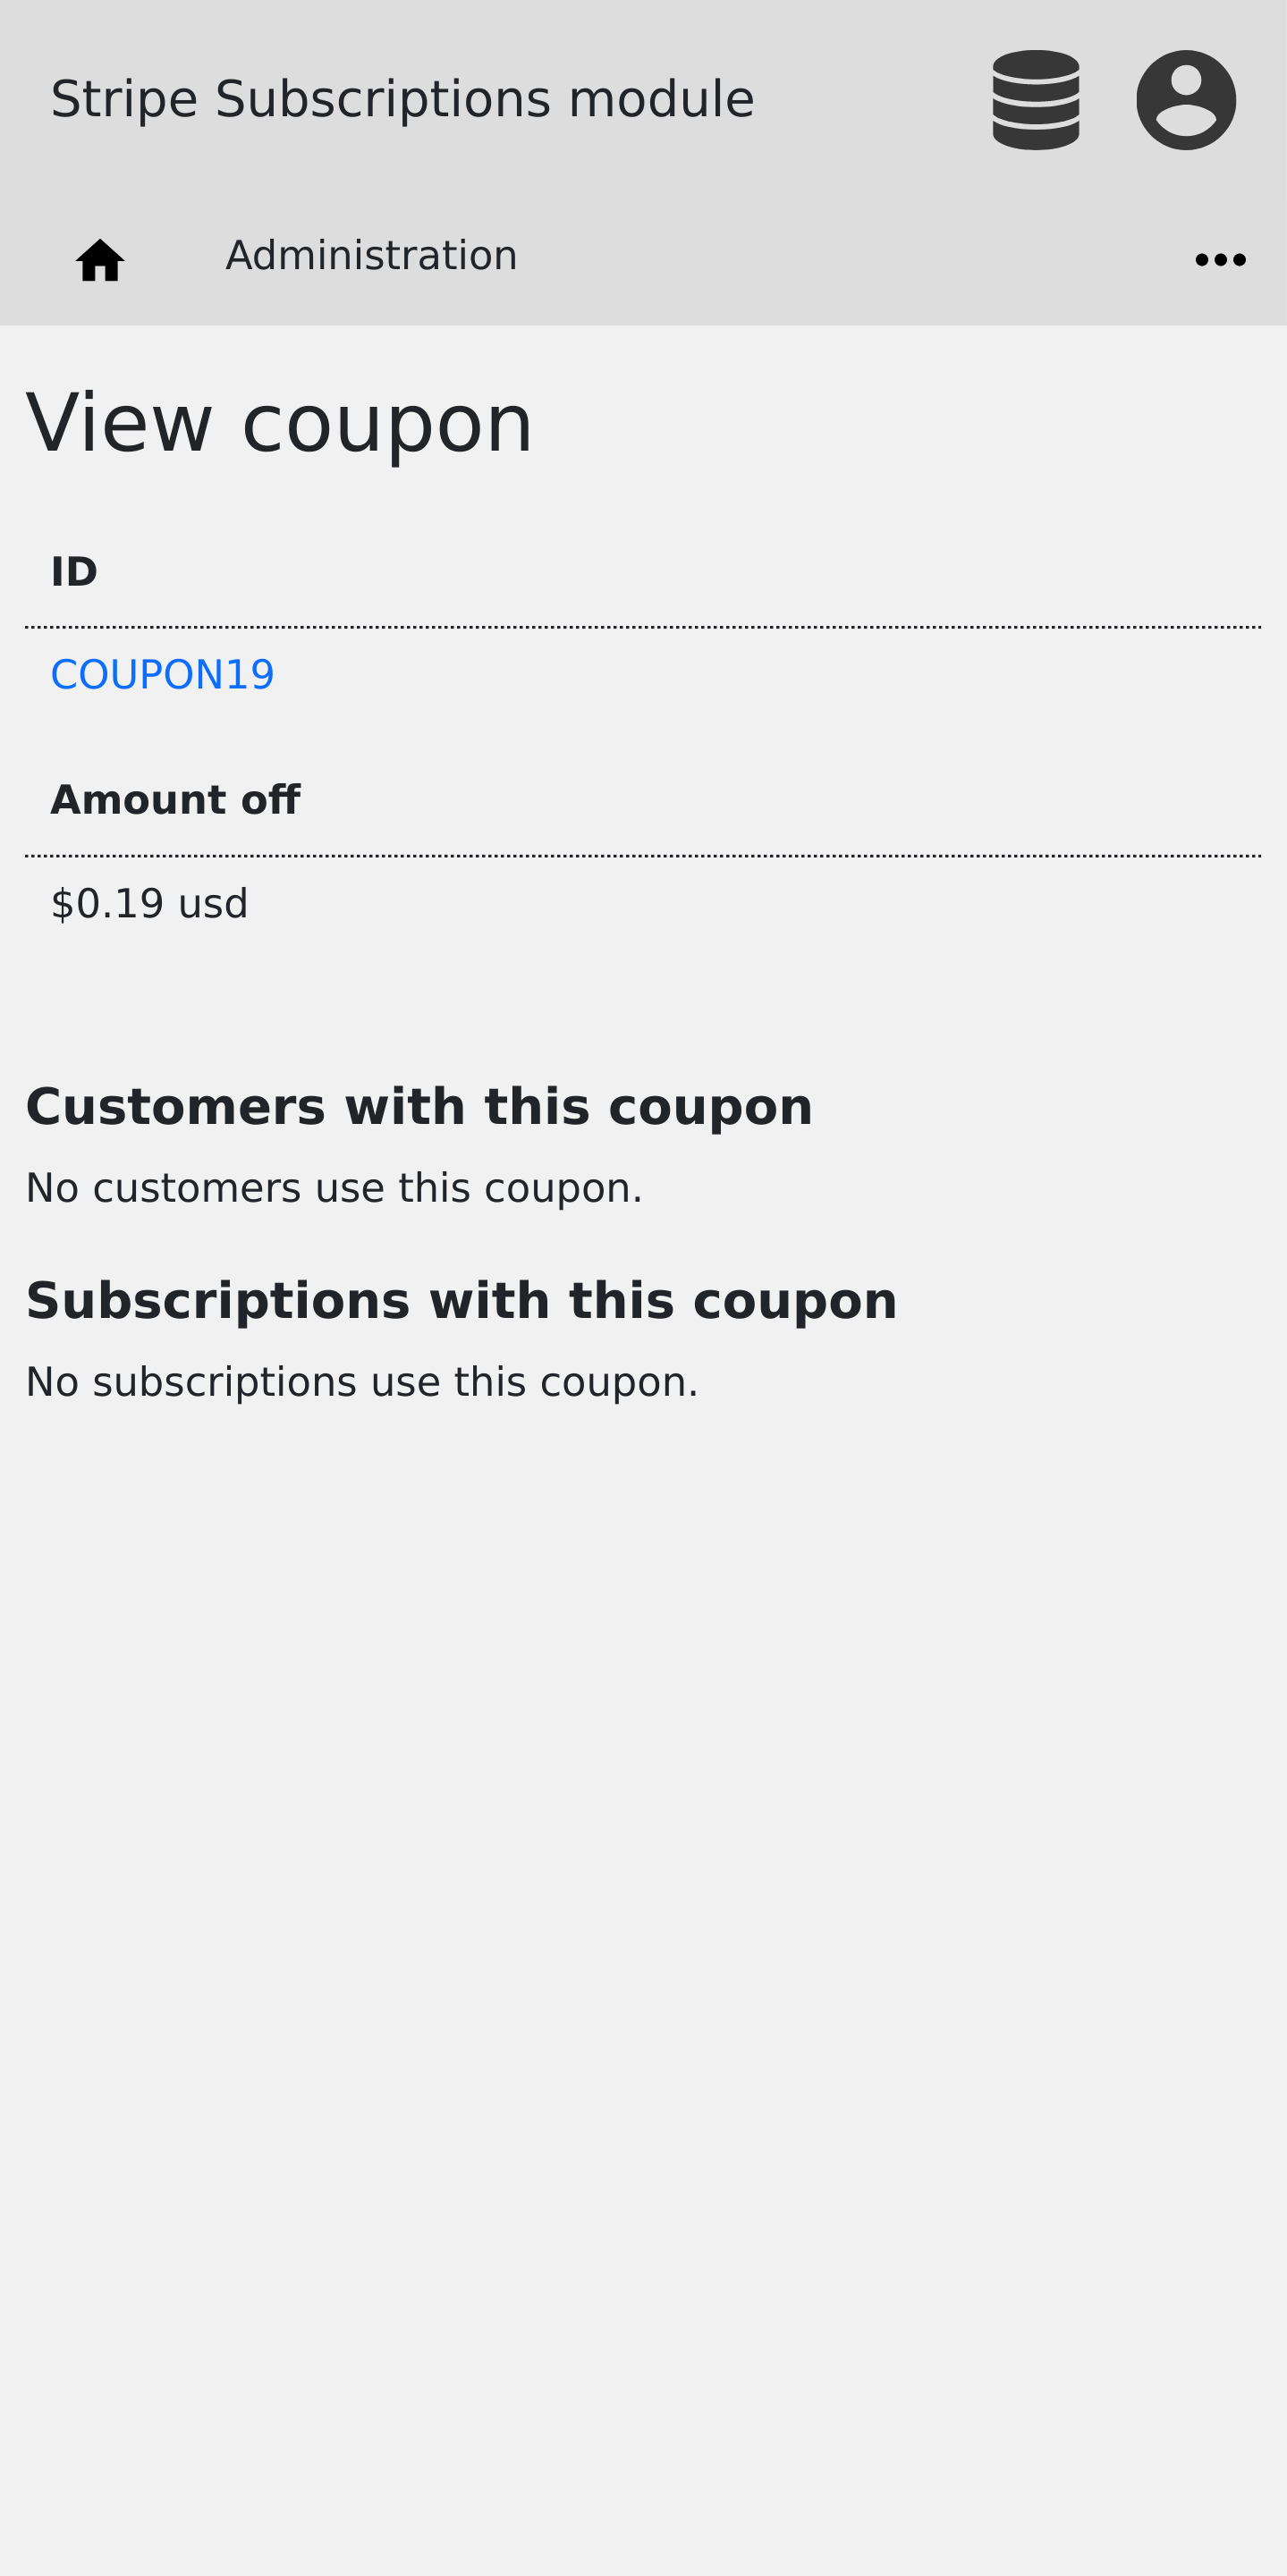 Stripe Subscriptions module
Administration
View coupon
ID
COUPON19
Amount off
$0.19 usd
Customers with this coupon
No customers use this coupon.
Subscriptions with this coupon
No subscriptions use this coupon.